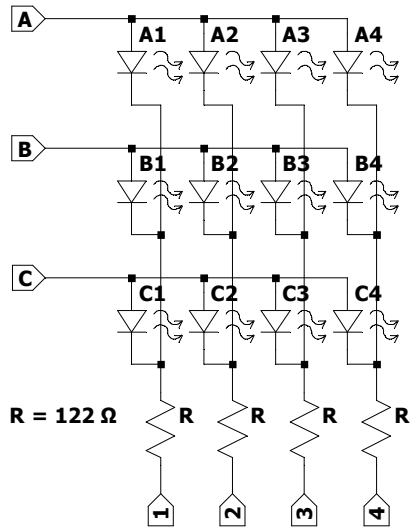 A A1 A2 A3 A4
B B1 B2 B3 B4
C C1 C2 C3 C4
R = 122 Ω R R R R
1 2 3 4